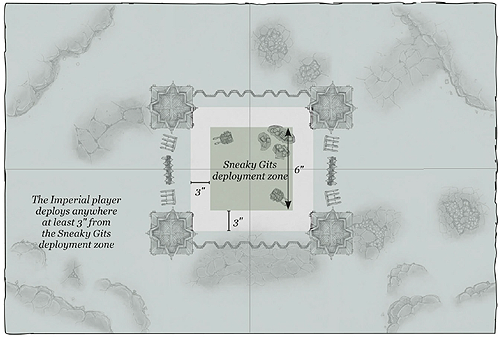 Sneaky Gits
deployment zone
6"
3"
3"
The Imperial player
deploys anywhere
at least 3" from
the Sneaky Gits
deployment zone